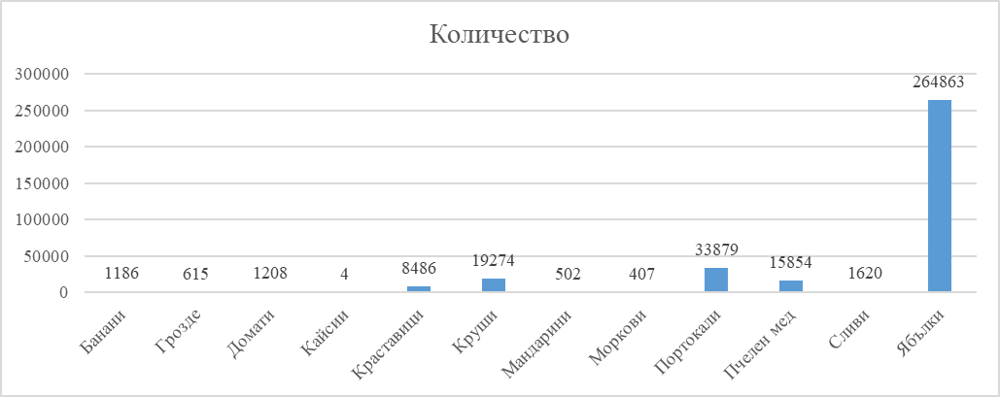 Количество
300000
250000
200000
150000
100000
50000
0
1186
615
1208
4
8486
19274
502
407
33879
15854
1620
264863
Банани
Грозде
Домати
Кайсии
Краставици
Круши
Мандарини
Моркови
Портокали
Пчелен мед
Сливи
Ябълки